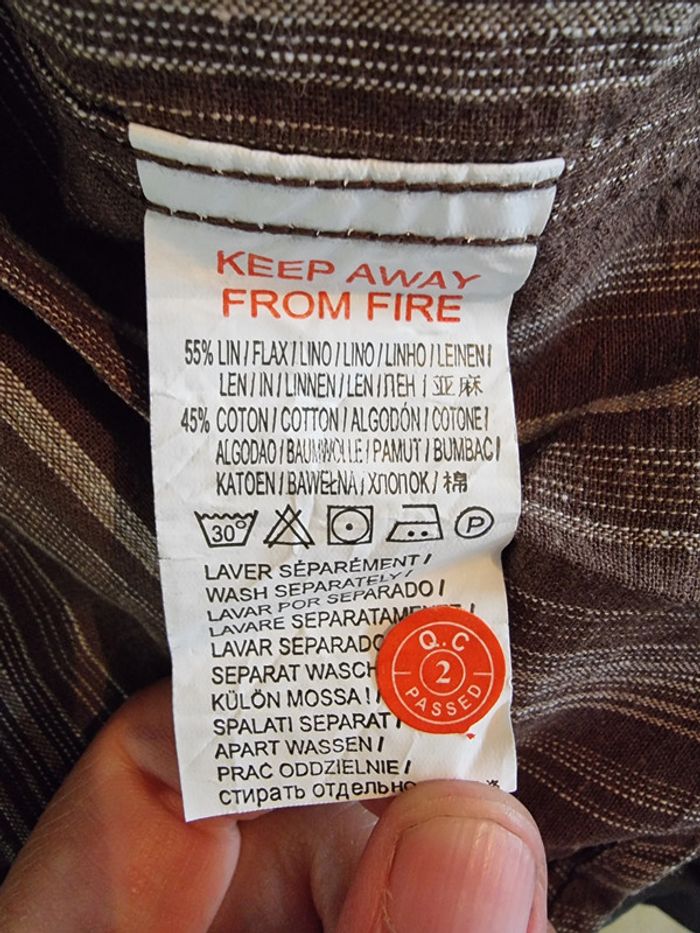 KEEP AWAY
FROM FIRE
55% LIN / FLAX / LINO / LINO / LINHO / LEINEN /
LEN / IN / LINNEN / LEN / ЛЕН / 亚麻
45% COTON / COTTON / ALGODÓN / COTONE /
ALGODAO / BAUMWOLLE / PAMUT / BUMBAC /
KATOEN / BAWEŁNA / ХЛОПОК / 棉
30°
P
LAVER SÉPARÉMENT /
WASH SEPARATELY /
LAVAR POR SEPARADO /
LAVARE SEPARATAMENTE /
LAVAR SEPARADO
SEPARAT WASCH
KÜLÖN MOSSA! /
SPALATI SEPARAT /
APART WASSEN /
PRAĆ ODDZIELNIE /
стирать отдельно
Q.C
2
PASSED